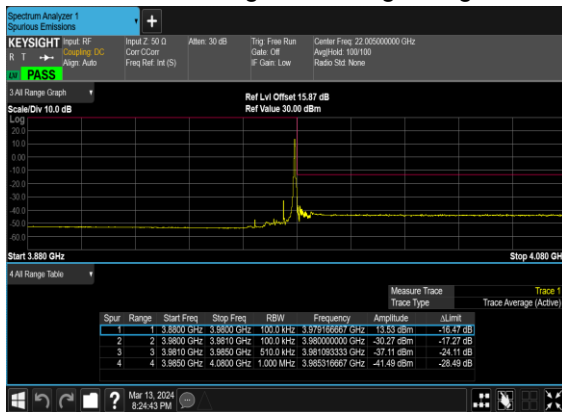 Spectrum Analyzer 1
Spurious Emissions
KEYSIGHT Input: RF Input Z: 50 Ω Atten: 30 dB Trig: Free Run Center Freq: 22.005000000 GHz
R T Coupling: DC Corr CCorr Gate: Off Avg|Hold: 100/100
Align: Auto Freq Ref: Int (S) IF Gain: Low Radio Std: None
PASS
3 All Range Graph
Ref Lvl Offset 15.87 dB
Scale/Div 10.0 dB Ref Value 30.00 dBm
Log
20.0
10.0
0.00
-10.0
-20.0
-30.0
-40.0
-50.0
-60.0
Start 3.880 GHz Stop 4.080 GH
4 All Range Table
Measure Trace Trace 1
Trace Type Trace Average (Active)
Spur Range Start Freq Stop Freq RBW Frequency Amplitude ΔLimit
1 1 3.8800 GHz 3.9800 GHz 100.0 kHz 3.979166667 GHz 13.53 dBm -16.47 dB
2 2 3.9800 GHz 3.9810 GHz 100.0 kHz 3.980000000 GHz -30.27 dBm -17.27 dB
3 3 3.9810 GHz 3.9850 GHz 510.0 kHz 3.981093333 GHz -37.11 dBm -24.11 dB
4 4 3.9850 GHz 4.0800 GHz 1.000 MHz 3.985316667 GHz -41.49 dBm -28.49 dB
? Mar 13, 2024
8:24:43 PM